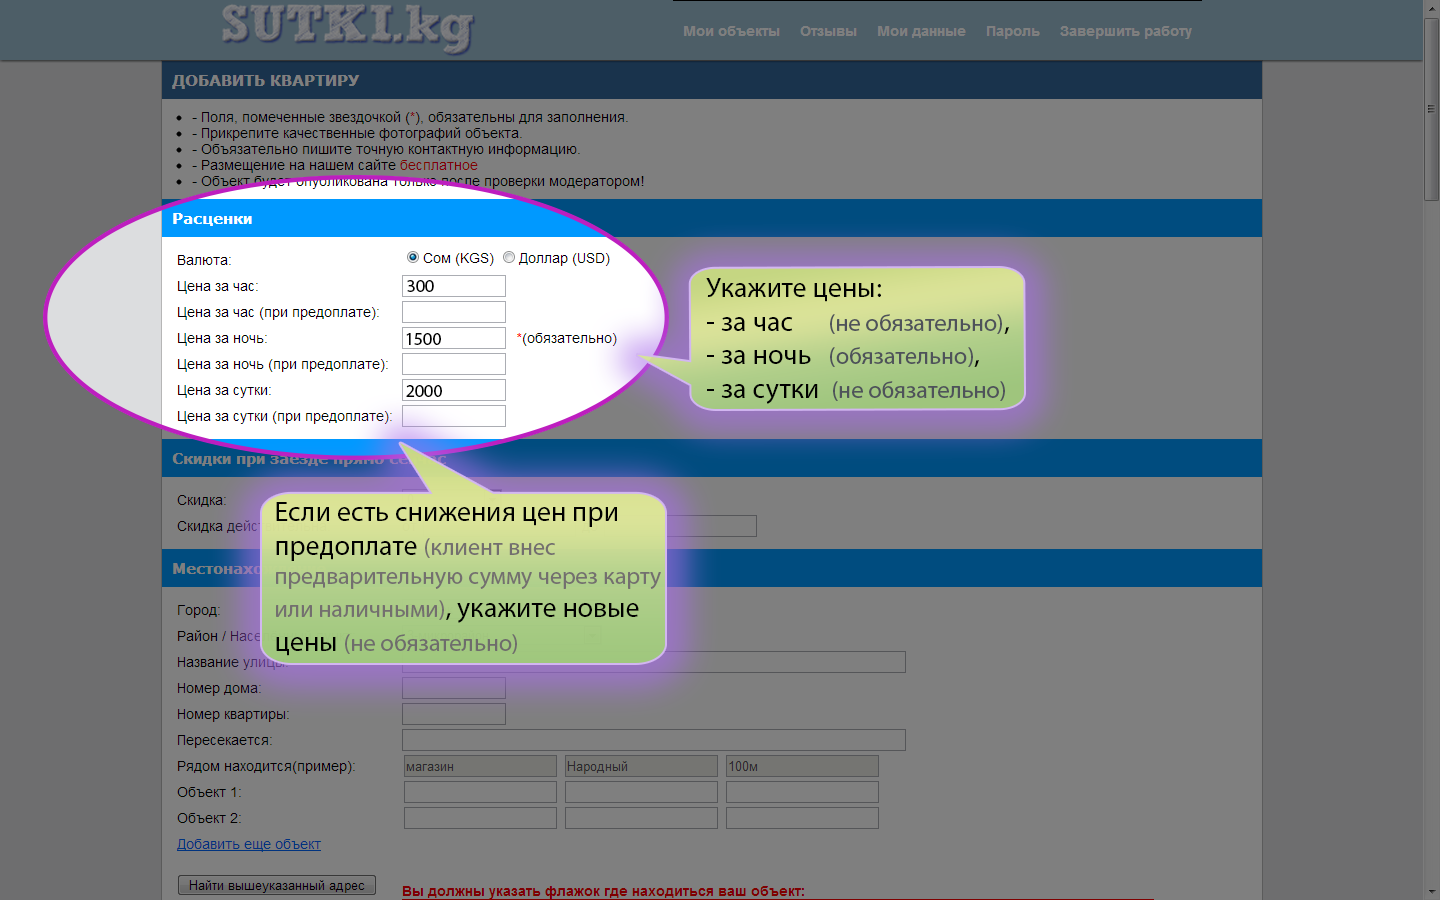 SUTKI.kg
Мои объекты Отзывы Мои данные Пароль Завершить работу
ДОБАВИТЬ КВАРТИРУ
- Поля, помеченные звездочкой (*), обязательны для заполнения.
- Прикрепите качественные фотографий объекта.
- Объязательно пишите точную контактную информацию.
- Размещение на нашем сайте бесплатное
- Объект будет опубликована только после проверки модератором!
Расценки
Валюта: Сом (KGS) Доллар (USD)
Цена за час: 300
Цена за час (при предоплате):
Цена за ночь: 1500 *(обязательно)
Цена за ночь (при предоплате):
Цена за сутки: 2000
Цена за сутки (при предоплате):
Укажите цены:
- за час (не обязательно),
- за ночь (обязательно),
- за сутки (не обязательно)
Скидки при заезде прямо сейчас
Скидка:
Скидка дейс
Если есть снижения цен при
предоплате (клиент внес
предварительную сумму через карту
или наличными), укажите новые
цены (не обязательно)
Местонахо
Город:
Район / Насе
Название улицы:
Номер дома:
Номер квартиры:
Пересекается:
Рядом находится(пример): магазин Народный 100м
Объект 1:
Объект 2:
Добавить еще объект
Найти вышеуказанный адрес
Вы должны указать флажок где находиться ваш объект: